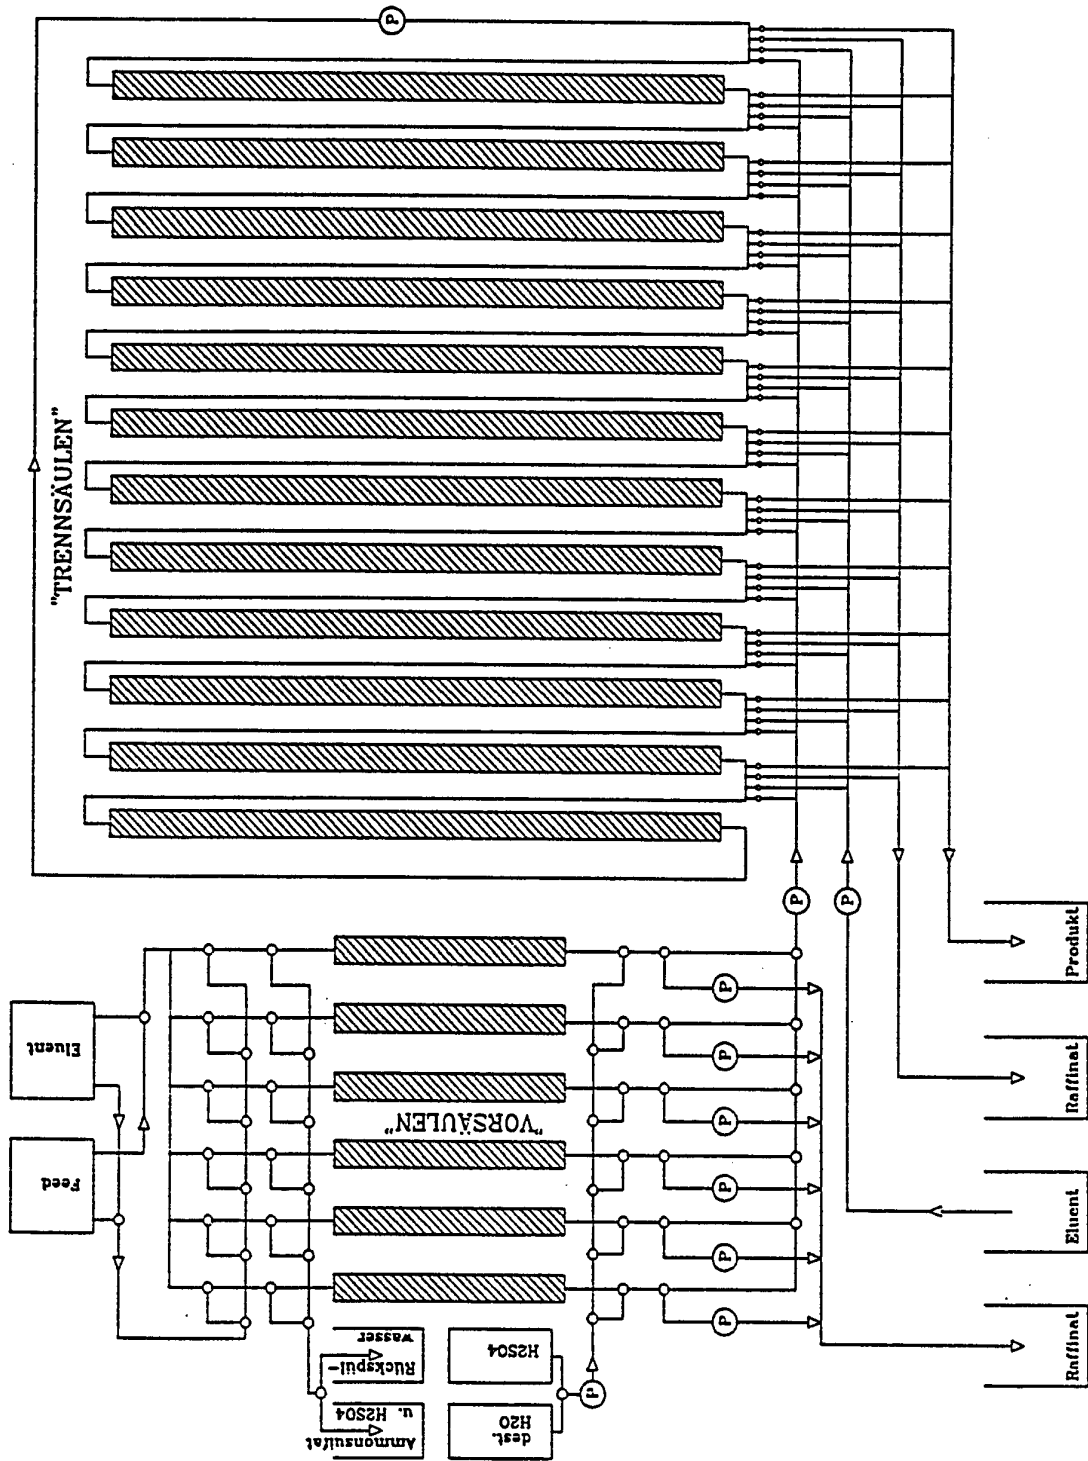 "TRENNSÄULEN"
P
Eluent
Feed
"VORSÄULEN"
Rückspül-
wasser
Ammonsulfat
u. H2SO4
H2SO4
dest.
H2O
P
P
P
P
P
P
P
P
P
Produkt
Raffinat
Eluent
Raffinat